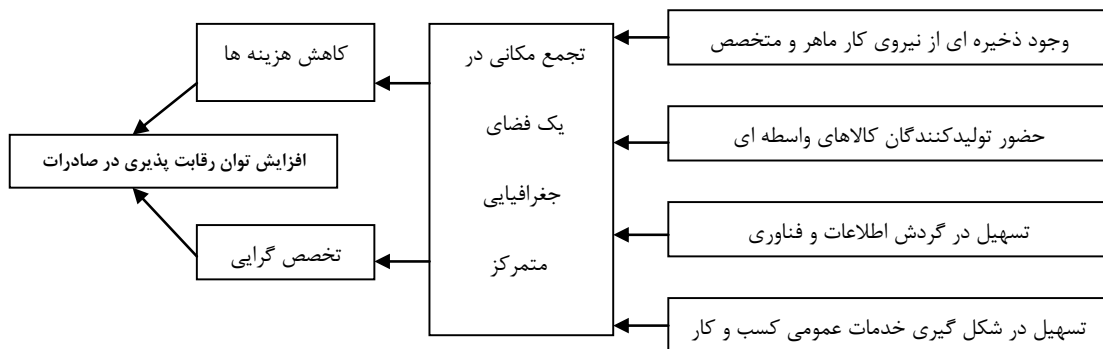 وجود ذخیره ای از نیروی کار ماهر و متخصص
حضور تولیدکنندگان کالاهای واسطه ای
تسهیل در گردش اطلاعات و فناوری
تسهیل در شکل گیری خدمات عمومی کسب و کار
تجمع مکانی در
یک فضای
جغرافیایی
متمرکز
کاهش هزینه ها
تخصص گرایی
افزایش توان رقابت پذیری در صادرات